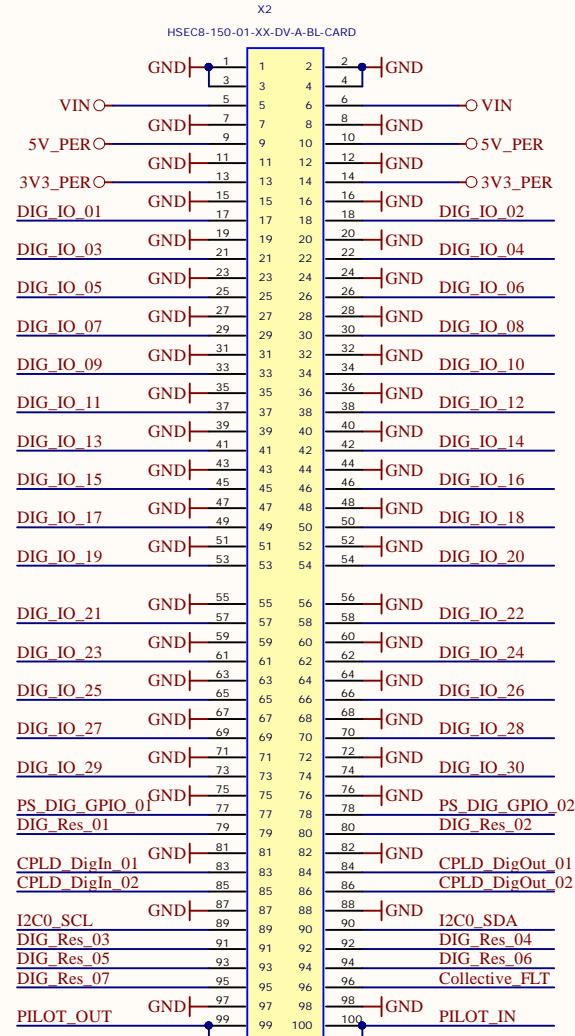 X2
HSEC8-150-01-XX-DV-A-BL-CARD
GND 1 1 2 2 GND
3 3 4 4
VIN 5 5 6 6 VIN
GND 7 7 8 8 GND
5V_PER 9 9 10 10 5V_PER
GND 11 11 12 12 GND
3V3_PER 13 13 14 14 3V3_PER
GND 15 15 16 16 GND
DIG_IO_01 17 17 18 18 DIG_IO_02
GND 19 19 20 20 GND
DIG_IO_03 21 21 22 22 DIG_IO_04
GND 23 23 24 24 GND
DIG_IO_05 25 25 26 26 DIG_IO_06
GND 27 27 28 28 GND
DIG_IO_07 29 29 30 30 DIG_IO_08
GND 31 31 32 32 GND
DIG_IO_09 33 33 34 34 DIG_IO_10
GND 35 35 36 36 GND
DIG_IO_11 37 37 38 38 DIG_IO_12
GND 39 39 40 40 GND
DIG_IO_13 41 41 42 42 DIG_IO_14
GND 43 43 44 44 GND
DIG_IO_15 45 45 46 46 DIG_IO_16
GND 47 47 48 48 GND
DIG_IO_17 49 49 50 50 DIG_IO_18
GND 51 51 52 52 GND
DIG_IO_19 53 53 54 54 DIG_IO_20
GND 55 55 56 56 GND
DIG_IO_21 57 57 58 58 DIG_IO_22
GND 59 59 60 60 GND
DIG_IO_23 61 61 62 62 DIG_IO_24
GND 63 63 64 64 GND
DIG_IO_25 65 65 66 66 DIG_IO_26
GND 67 67 68 68 GND
DIG_IO_27 69 69 70 70 DIG_IO_28
GND 71 71 72 72 GND
DIG_IO_29 73 73 74 74 DIG_IO_30
GND 75 75 76 76 GND
PS_DIG_GPIO_01 77 77 78 78 PS_DIG_GPIO_02
DIG_Res_01 79 79 80 80 DIG_Res_02
GND 81 81 82 82 GND
CPLD_DigIn_01 83 83 84 84 CPLD_DigOut_01
CPLD_DigIn_02 85 85 86 86 CPLD_DigOut_02
GND 87 87 88 88 GND
I2C0_SCL 89 89 90 90 I2C0_SDA
DIG_Res_03 91 91 92 92 DIG_Res_04
DIG_Res_05 93 93 94 94 DIG_Res_06
DIG_Res_07 95 95 96 96 Collective_FLT
GND 97 97 98 98 GND
PILOT_OUT 99 99 100 100 PILOT_IN